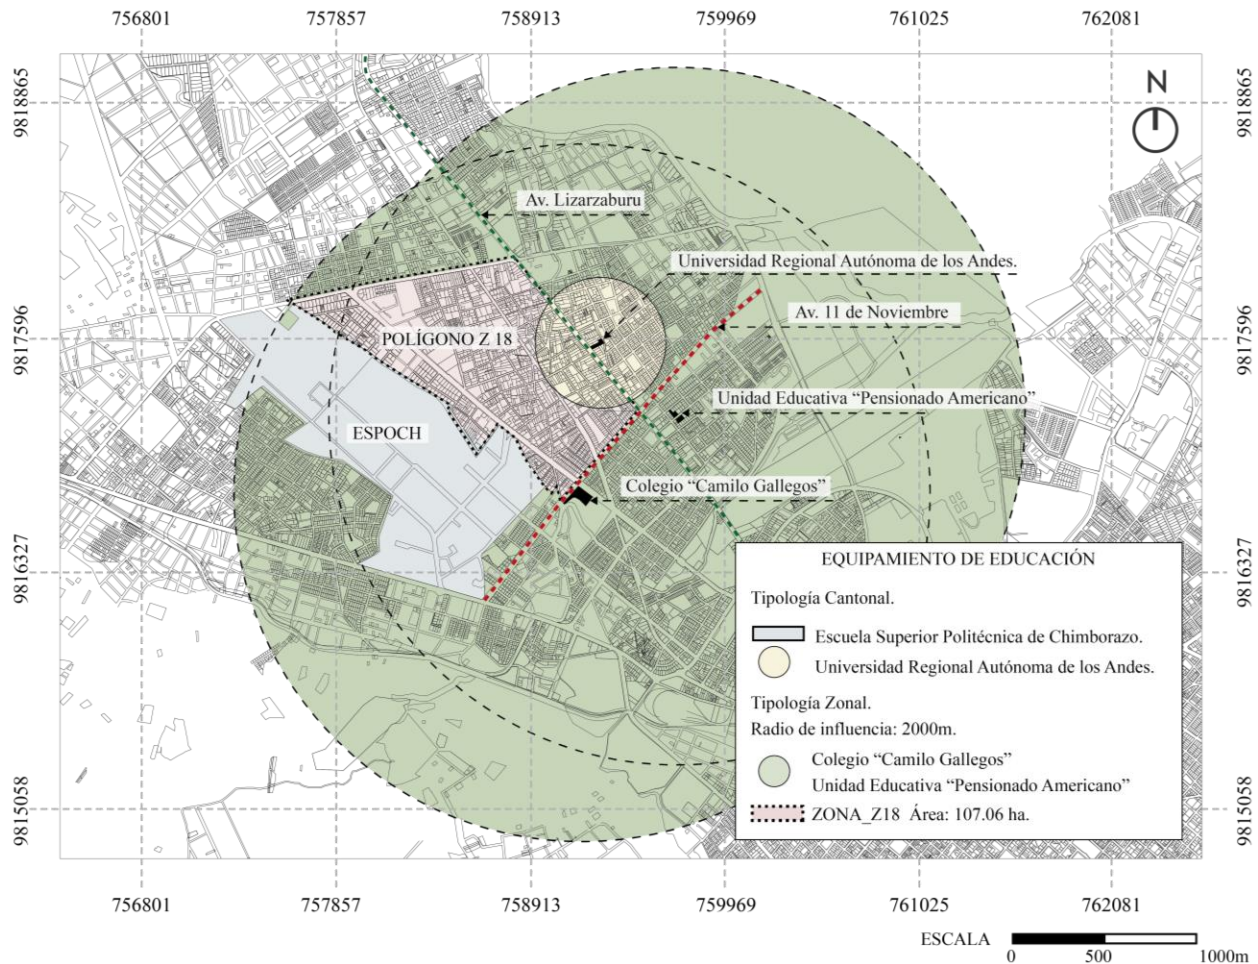 756801 757857 758913 759969 761025 762081
9818865 9818865
N
Av. Lizarzaburu
Universidad Regional Autónoma de los Andes.
Av. 11 de Noviembre
9817596 9817596
POLÍGONO Z 18
Unidad Educativa “Pensionado Americano”
ESPOCH
Colegio “Camilo Gallegos”
9816327 9816327
EQUIPAMIENTO DE EDUCACIÓN
Tipología Cantonal.
Escuela Superior Politécnica de Chimborazo.
Universidad Regional Autónoma de los Andes.
Tipología Zonal.
Radio de influencia: 2000m.
Colegio “Camilo Gallegos”
Unidad Educativa “Pensionado Americano”
ZONA_Z18 Área: 107.06 ha.
9815058 9815058
756801 757857 758913 759969 761025 762081
ESCALA
0 500 1000m